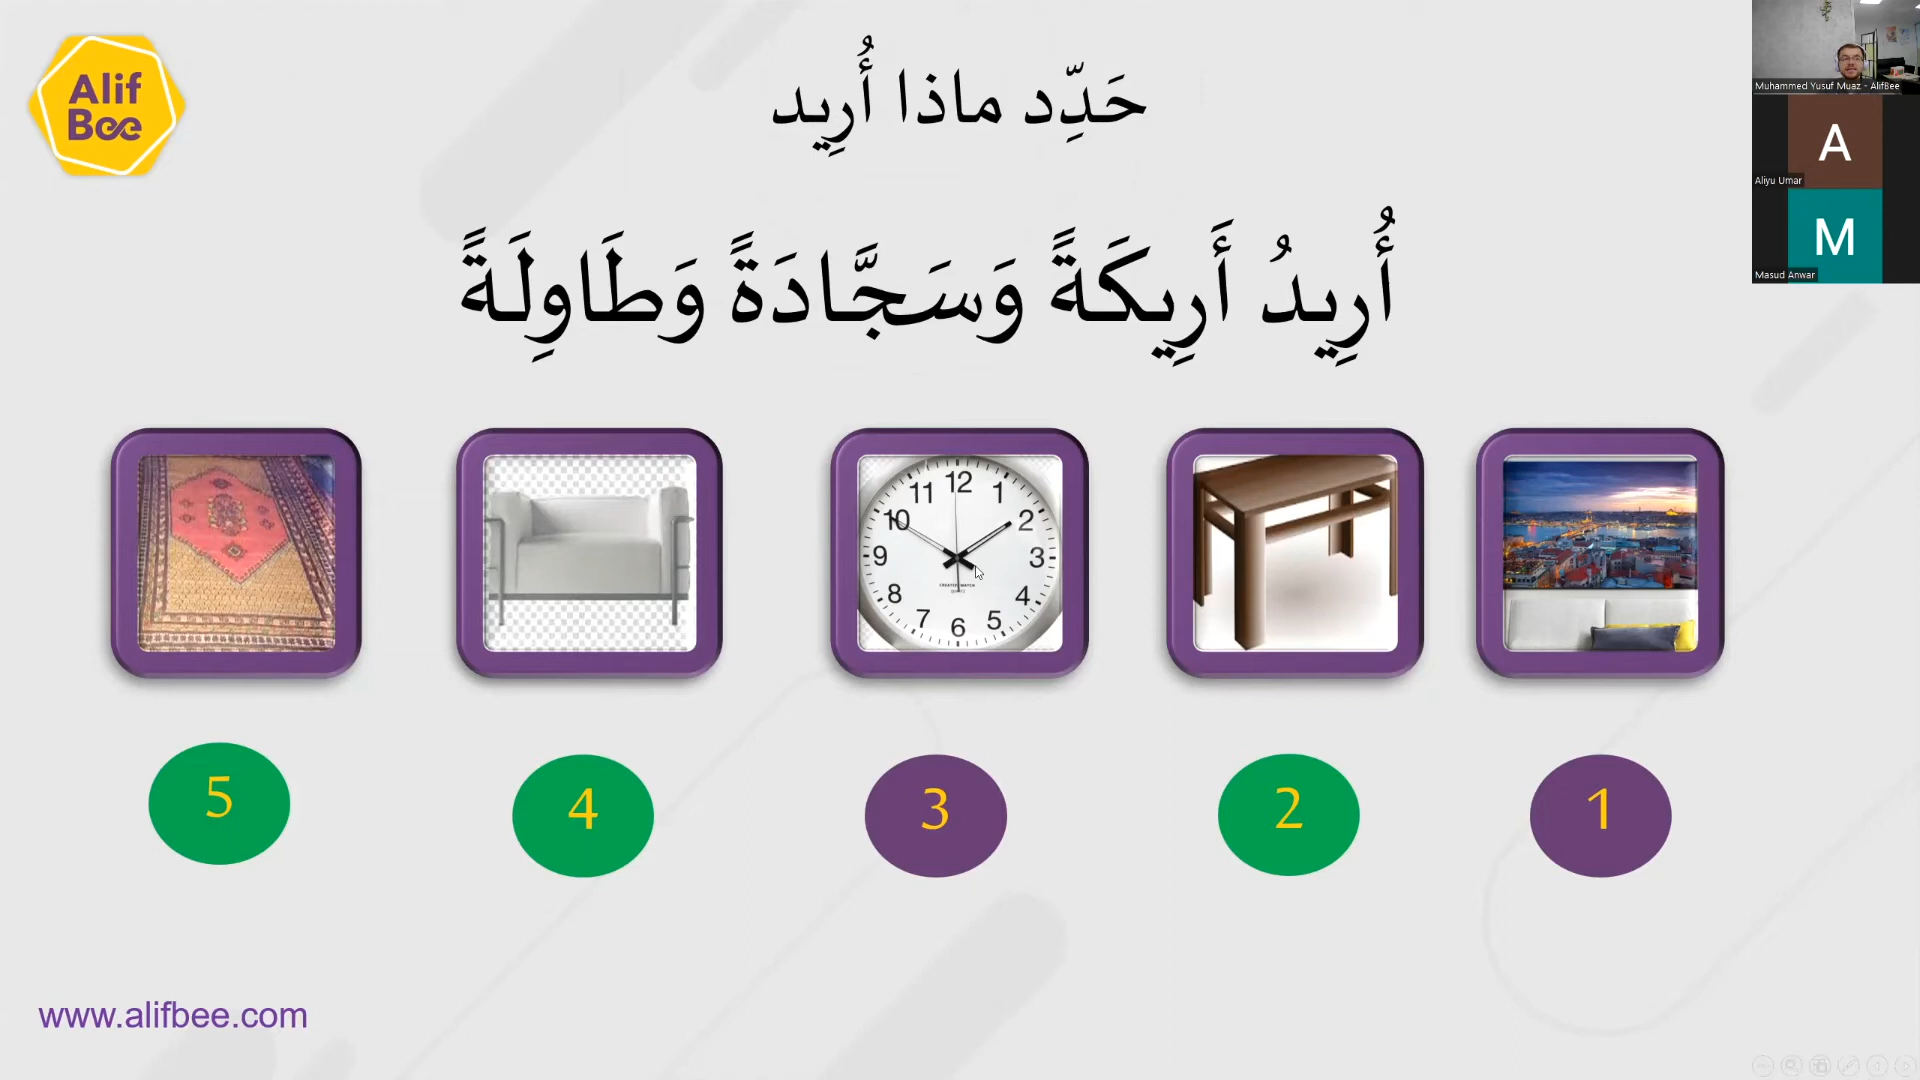 Alif
Bee
حَدِّد ماذا أُرِيد
أُرِيدُ أَرِيكَةً وَسَجَّادَةً وَطَاوِلَةً
Muhammed Yusuf Muaz - AlifBee
A
Aliyu Umar
M
Masud Anwar
12
11 1
10 2
9 3
8 4
7 5
6
5 4 3 2 1
www.alifbee.com